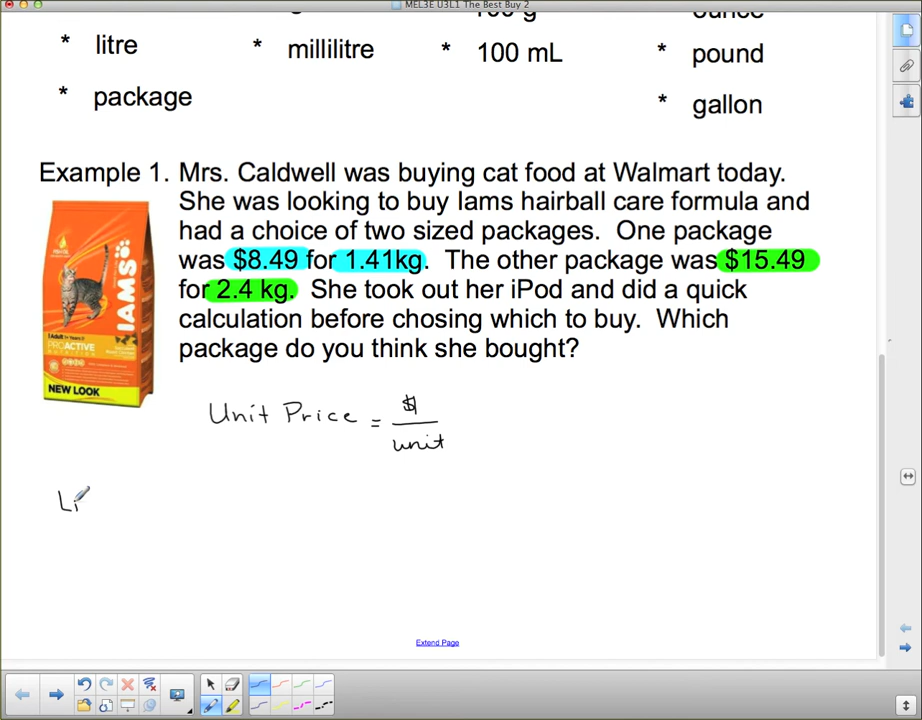 MEL3E U3L1 The Best Buy 2
* litre * millilitre * 100 mL * pound
* package * gallon
Example 1. Mrs. Caldwell was buying cat food at Walmart today.
She was looking to buy Iams hairball care formula and
had a choice of two sized packages. One package
was $8.49 for 1.41kg. The other package was $15.49
for 2.4 kg. She took out her iPod and did a quick
calculation before chosing which to buy. Which
package do you think she bought?
IAMS
PROACTIVE
NEW LOOK
Unit Price = $
unit
Li
Extend Page